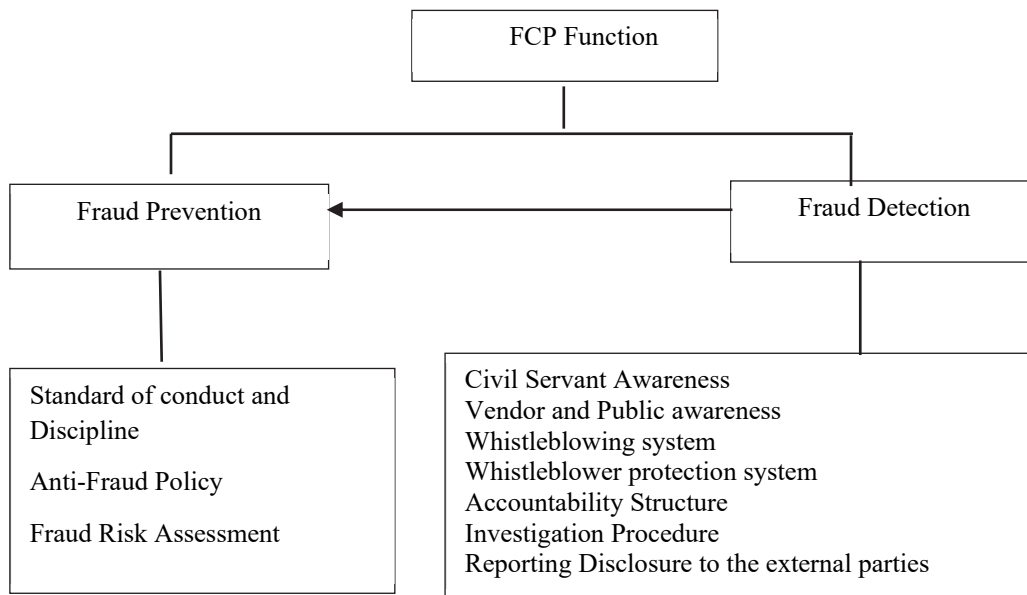 FCP Function
Fraud Prevention
Fraud Detection
Standard of conduct and
Discipline
Anti-Fraud Policy
Fraud Risk Assessment
Civil Servant Awareness
Vendor and Public awareness
Whistleblowing system
Whistleblower protection system
Accountability Structure
Investigation Procedure
Reporting Disclosure to the external parties